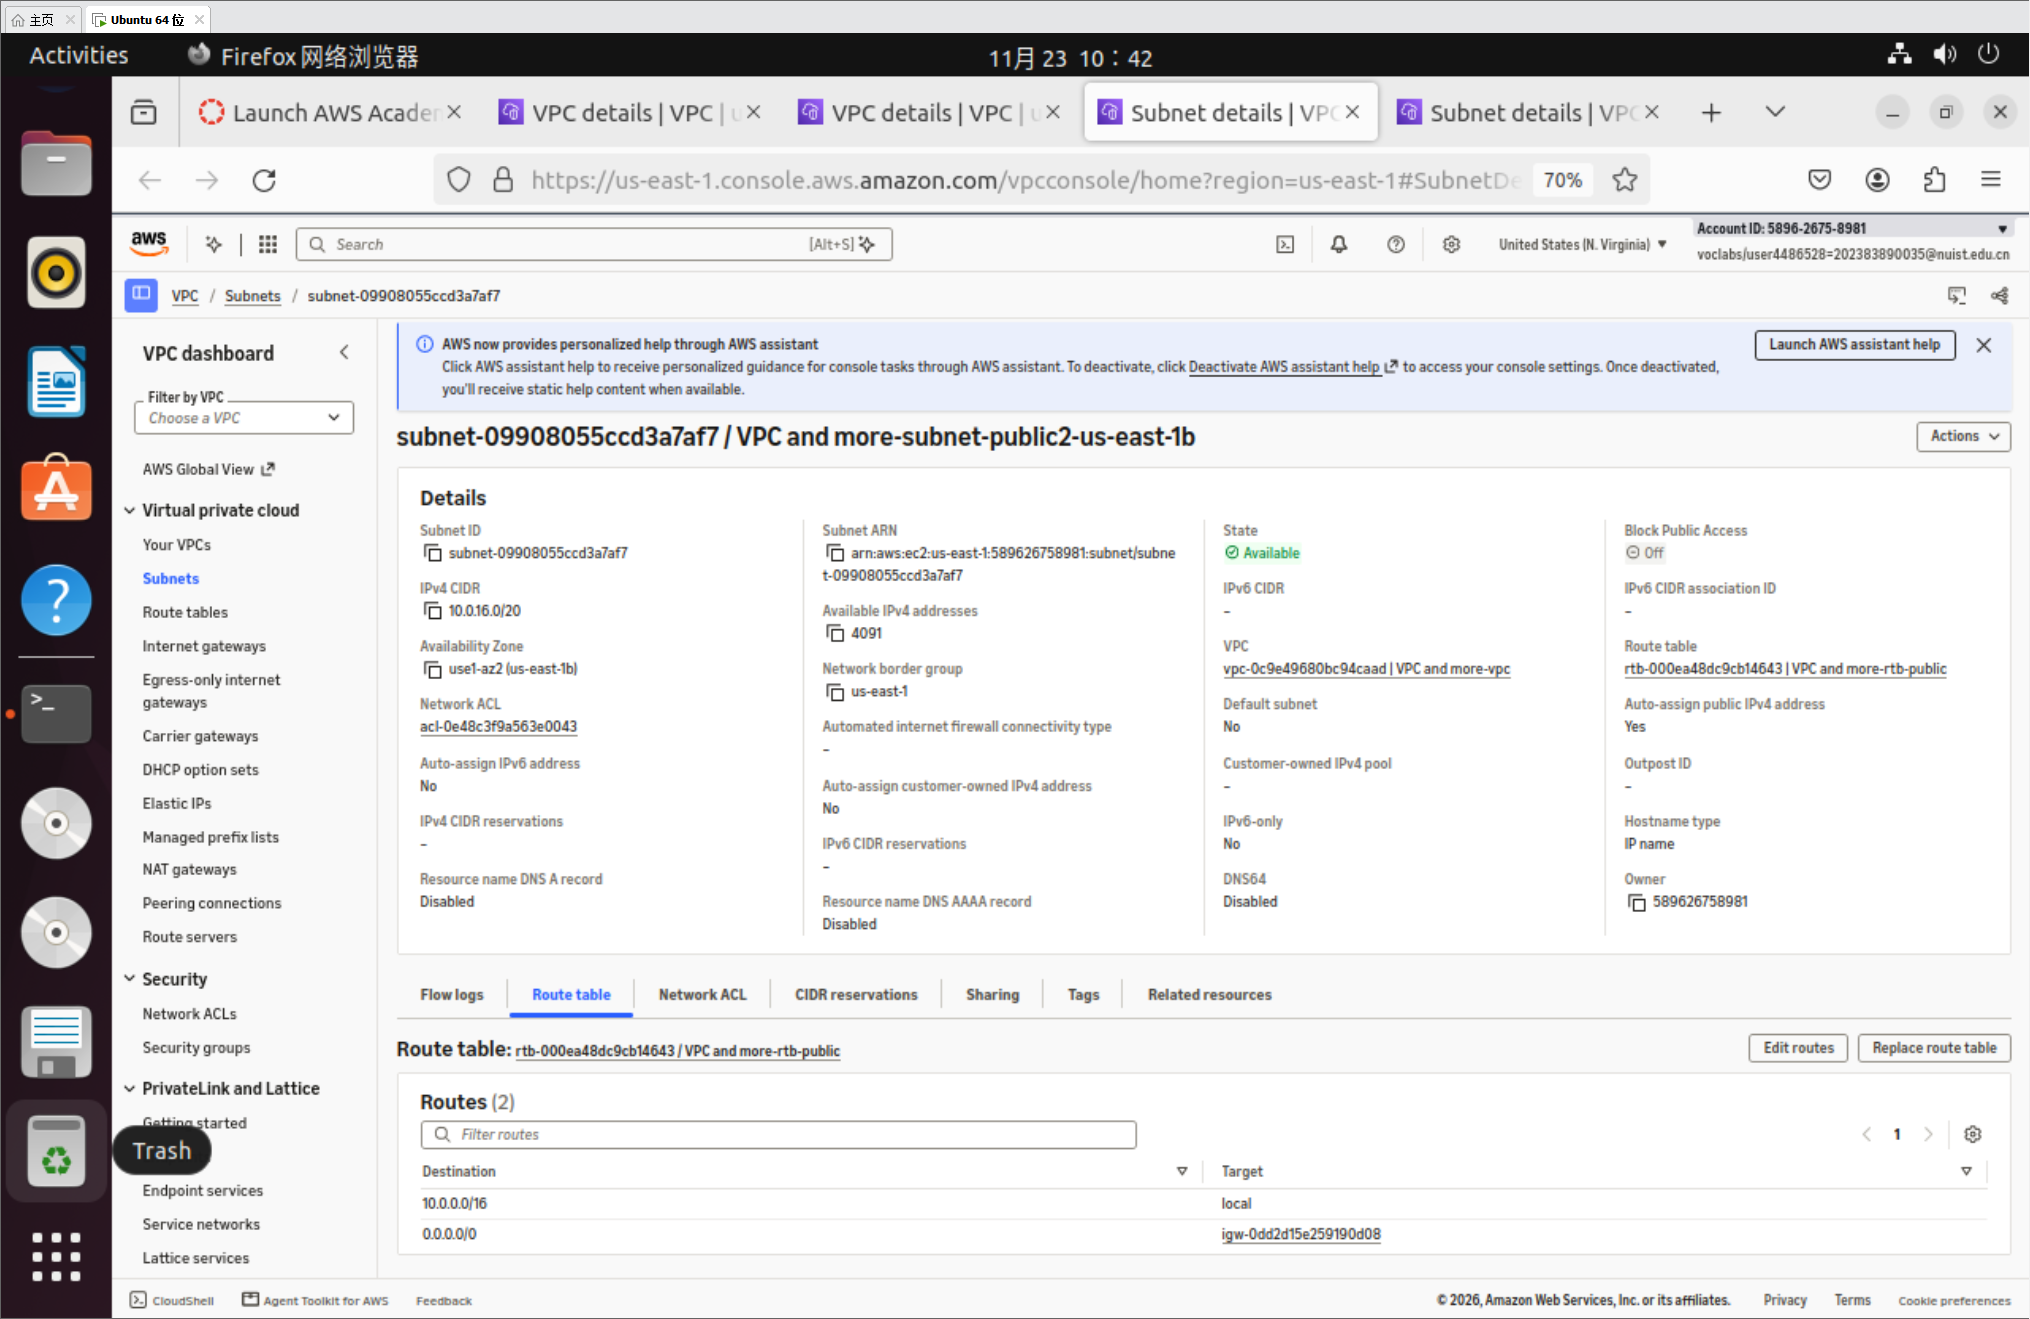 主页
Ubuntu 64 位
Activities
Firefox 网络浏览器
11月 23 10：42
Launch AWS Acader
VPC details | VPC | u
VPC details | VPC | u
Subnet details | VPC
Subnet details | VPC
https://us-east-1.console.aws.amazon.com/vpcconsole/home?region=us-east-1#SubnetDe
70%
aws
Search
[Alt+S]
United States (N. Virginia)
Account ID: 5896-2675-8981
voclabs/user4486528=202383890035@nuist.edu.cn
VPC / Subnets / subnet-09908055ccd3a7af7
VPC dashboard
Filter by VPC
Choose a VPC
AWS Global View
Virtual private cloud
Your VPCs
Subnets
Route tables
Internet gateways
Egress-only internet
gateways
Carrier gateways
DHCP option sets
Elastic IPs
Managed prefix lists
NAT gateways
Peering connections
Route servers
Security
Network ACLs
Security groups
PrivateLink and Lattice
Getting started
Trash
Endpoint services
Service networks
Lattice services
AWS now provides personalized help through AWS assistant
Click AWS assistant help to receive personalized guidance for console tasks through AWS assistant. To deactivate, click Deactivate AWS assistant help to access your console settings. Once deactivated,
you'll receive static help content when available.
Launch AWS assistant help
subnet-09908055ccd3a7af7 / VPC and more-subnet-public2-us-east-1b
Actions
Details
Subnet ID
subnet-09908055ccd3a7af7
IPv4 CIDR
10.0.16.0/20
Availability Zone
use1-az2 (us-east-1b)
Network ACL
acl-0e48c3f9a563e0043
Auto-assign IPv6 address
No
IPv4 CIDR reservations
–
Resource name DNS A record
Disabled
Subnet ARN
arn:aws:ec2:us-east-1:589626758981:subnet/subne
t-09908055ccd3a7af7
Available IPv4 addresses
4091
Network border group
us-east-1
Automated internet firewall connectivity type
–
Auto-assign customer-owned IPv4 address
No
IPv6 CIDR reservations
–
Resource name DNS AAAA record
Disabled
State
Available
IPv6 CIDR
–
VPC
vpc-0c9e49680bc94caad | VPC and more-vpc
Default subnet
No
Customer-owned IPv4 pool
–
IPv6-only
No
DNS64
Disabled
Block Public Access
Off
IPv6 CIDR association ID
–
Route table
rtb-000ea48dc9cb14643 | VPC and more-rtb-public
Auto-assign public IPv4 address
Yes
Outpost ID
–
Hostname type
IP name
Owner
589626758981
Flow logs
Route table
Network ACL
CIDR reservations
Sharing
Tags
Related resources
Route table: rtb-000ea48dc9cb14643 / VPC and more-rtb-public
Edit routes
Replace route table
Routes (2)
Filter routes
1
Destination
Target
10.0.0.0/16
local
0.0.0.0/0
igw-0dd2d15e259190d08
CloudShell
Agent Toolkit for AWS
Feedback
© 2026, Amazon Web Services, Inc. or its affiliates.
Privacy
Terms
Cookie preferences